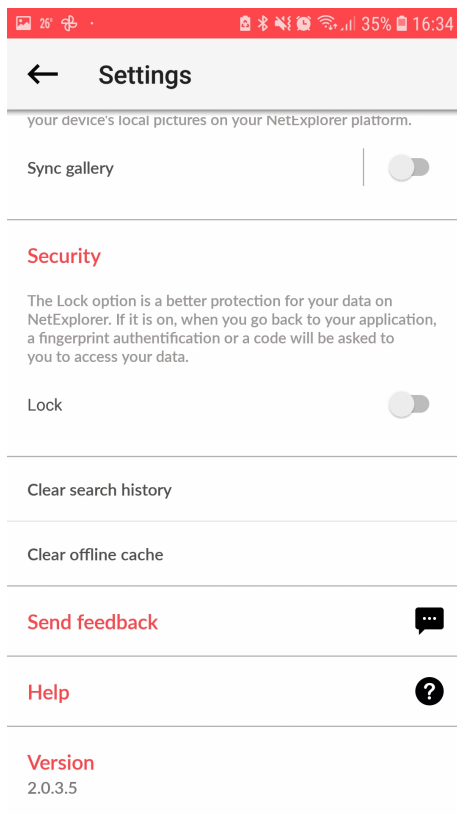 26° 35% 16:34
Settings
your device's local pictures on your NetExplorer platform.
Sync gallery
Security
The Lock option is a better protection for your data on
NetExplorer. If it is on, when you go back to your application,
a fingerprint authentification or a code will be asked to
you to access your data.
Lock
Clear search history
Clear offline cache
Send feedback
Help
Version
2.0.3.5